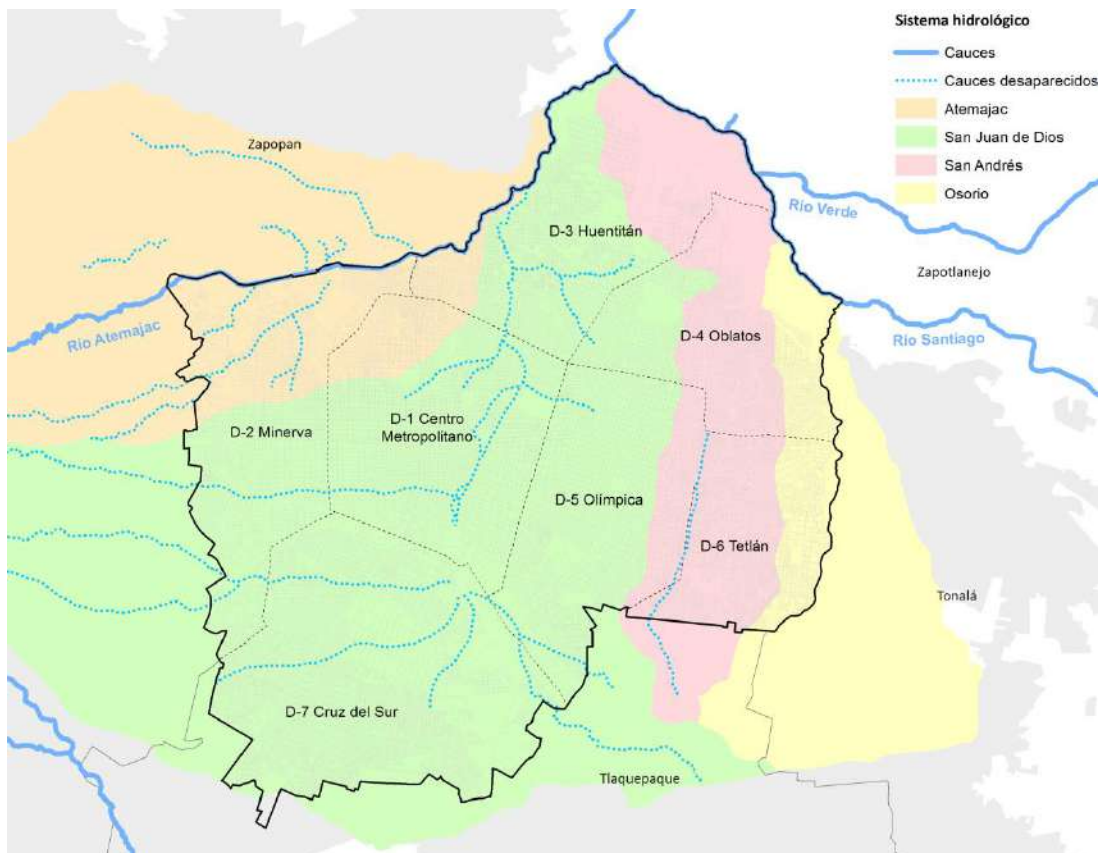 Sistema hidrológico
Cauces
Cauces desaparecidos
Atemajac
San Juan de Dios
San Andrés
Osorio
Zapopan
Río Verde
D-3 Huentitán
Zapotlanejo
Río Atemajac
Río Santiago
D-4 Oblatos
D-2 Minerva
D-1 Centro
Metropolitano
D-5 Olímpica
D-6 Tetlán
Tonalá
D-7 Cruz del Sur
Tlaquepaque